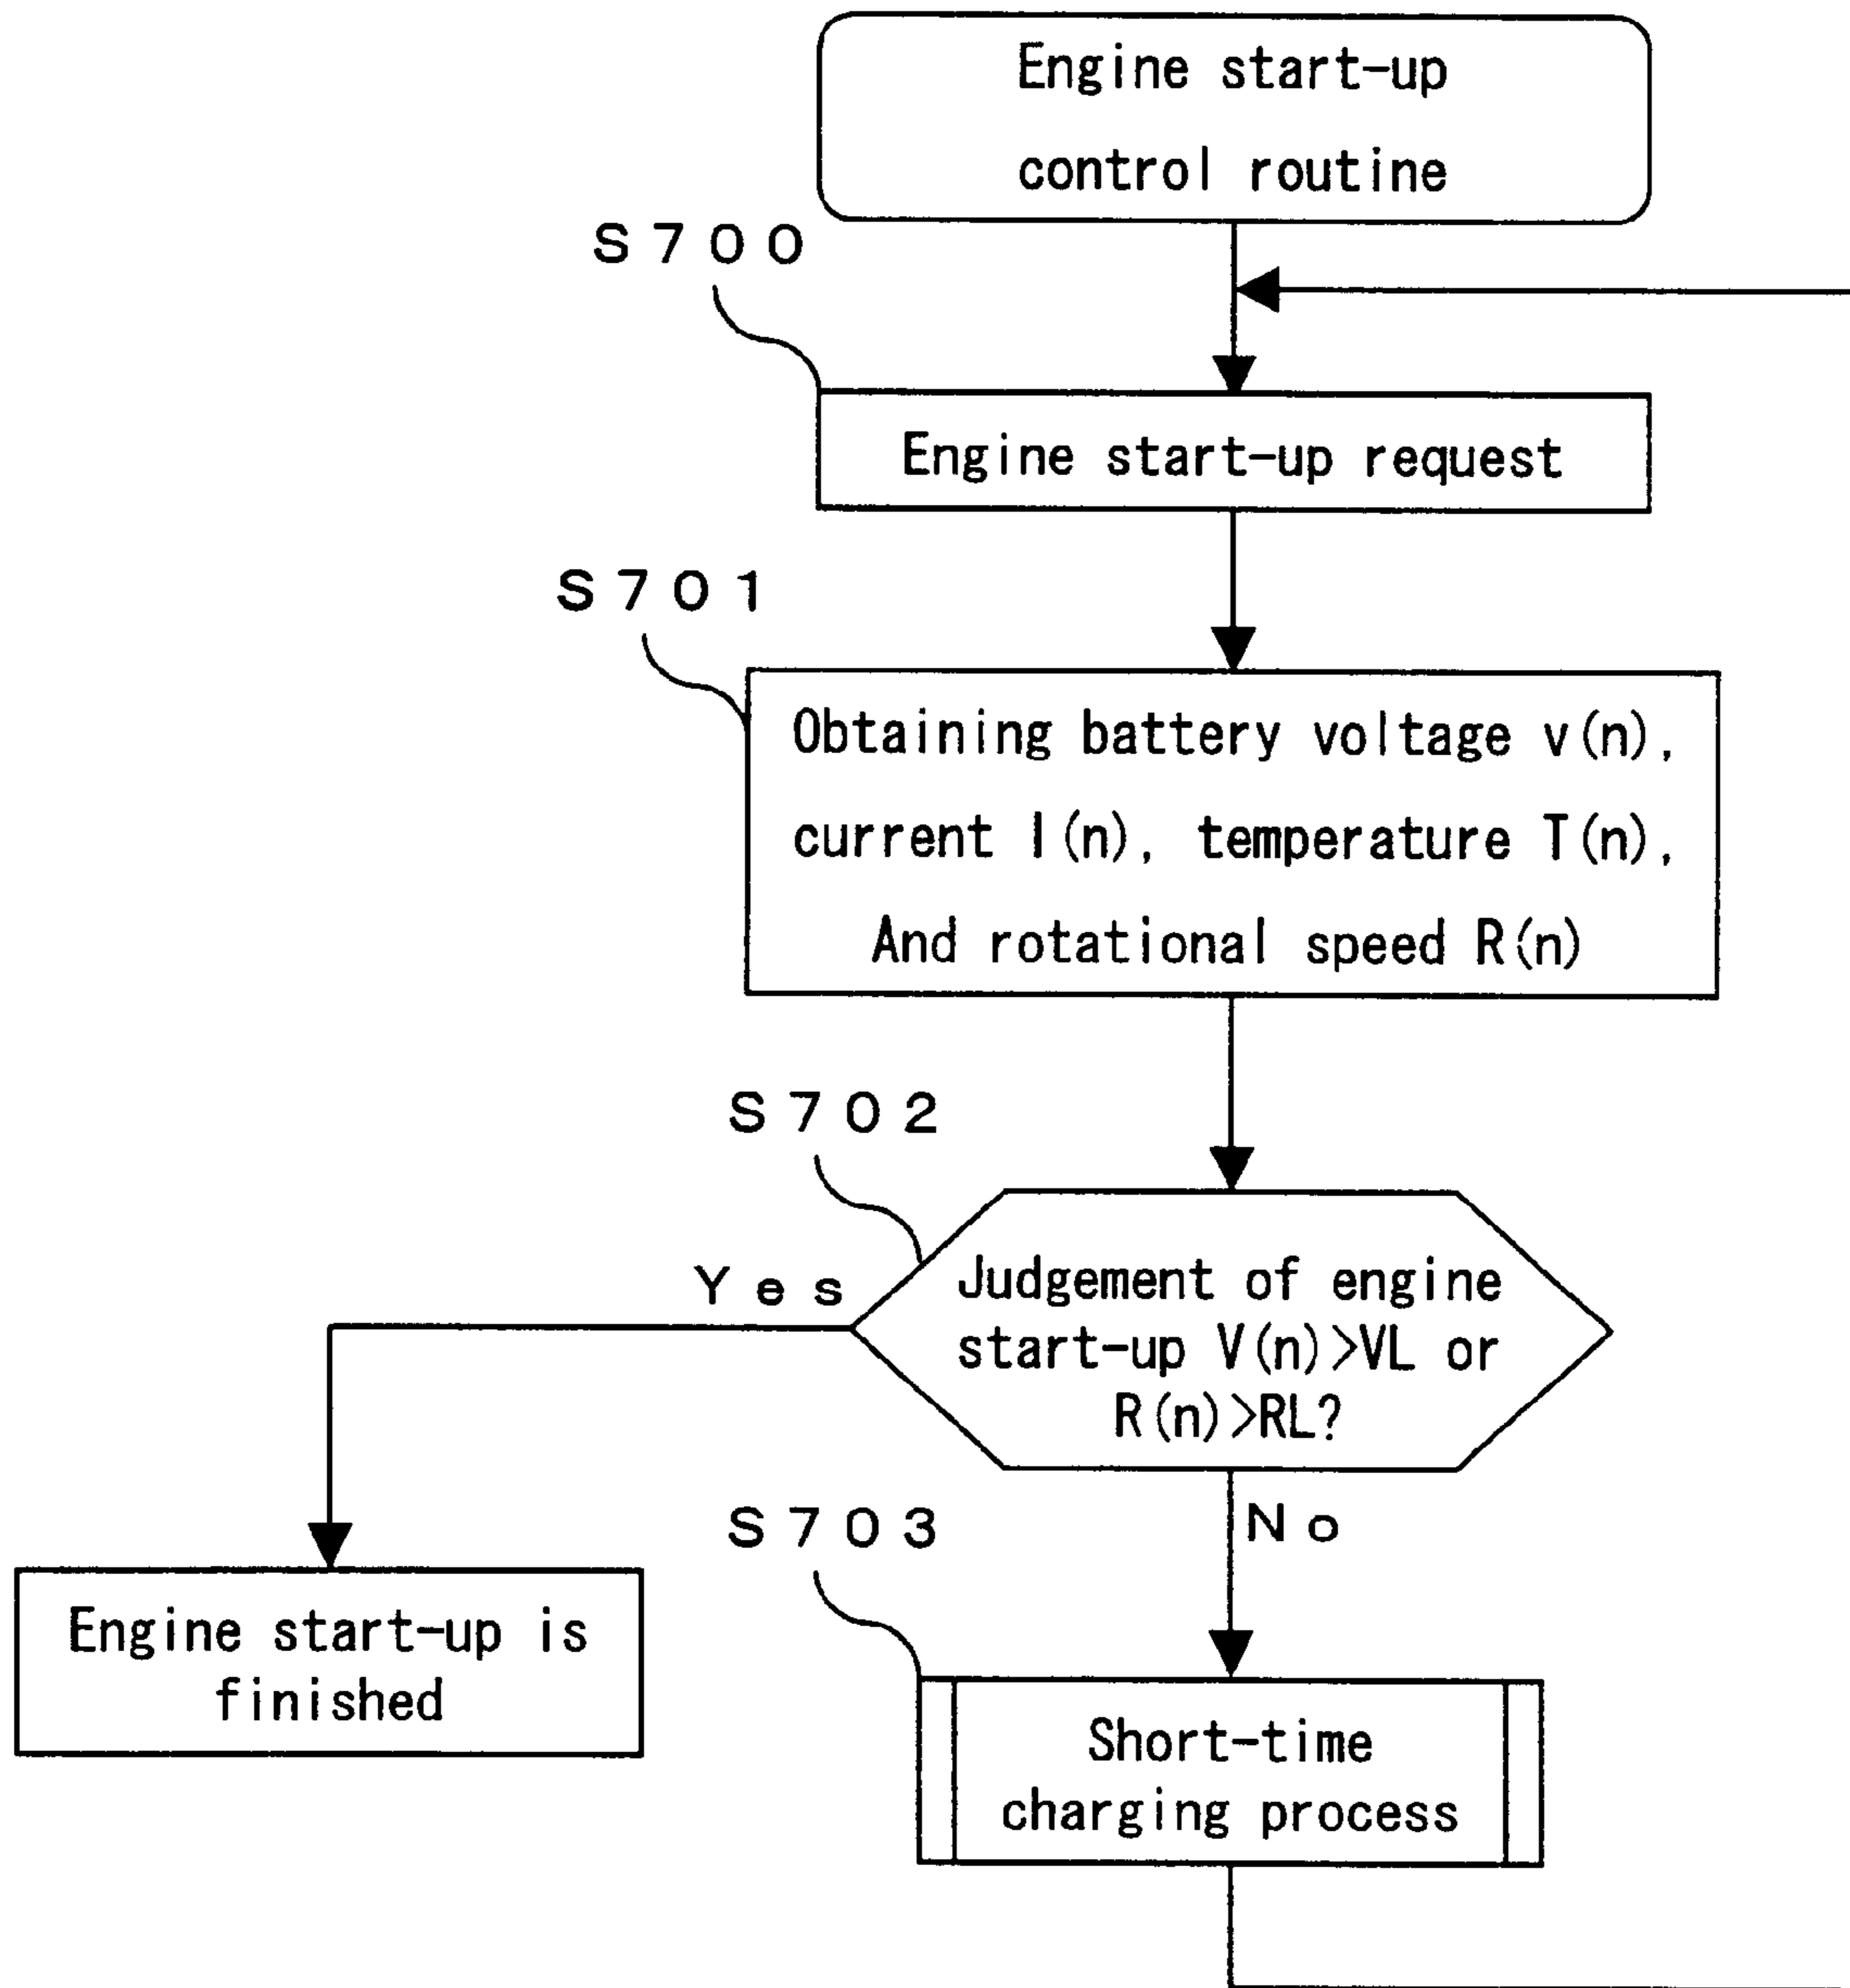 Engine start-up
control routine
S700
Engine start-up request
S701
Obtaining battery voltage v(n),
current I(n), temperature T(n),
And rotational speed R(n)
S702
Yes
Judgement of engine
start-up V(n)>VL or
R(n)>RL?
S703
No
Engine start-up is
finished
Short-time
charging process